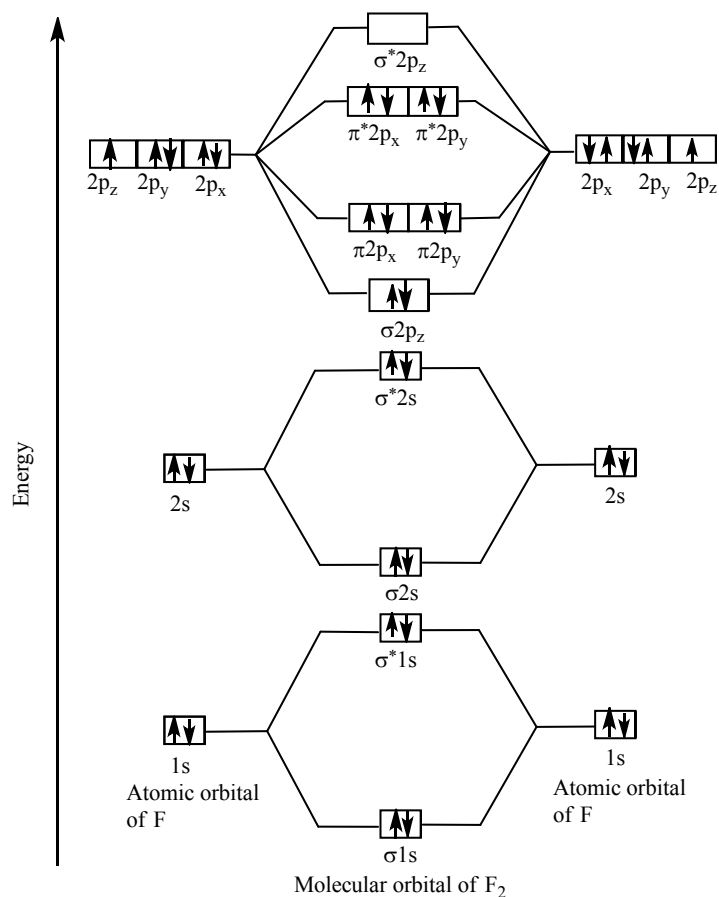 σ*2pz
π*2px π*2py
2pz 2py 2px
2px 2py 2pz
π2px π2py
σ2pz
σ*2s
Energy
2s
2s
σ2s
σ*1s
1s
1s
Atomic orbital
of F
Atomic orbital
of F
σ1s
Molecular orbital of F2